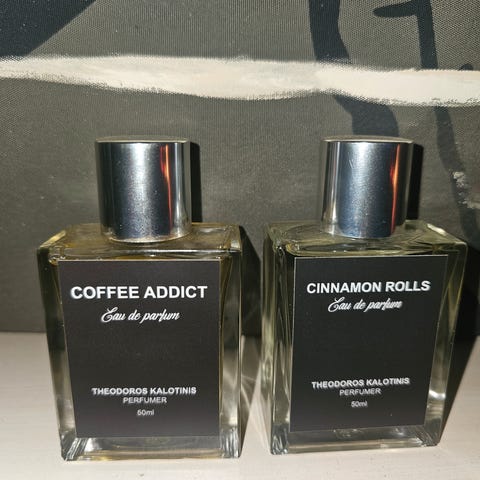 COFFEE ADDICT
Eau de parfum
THEODOROS KALOTINIS
PERFUMER
50ml
CINNAMON ROLLS
Eau de parfum
THEODOROS KALOTINIS
PERFUMER
50ml